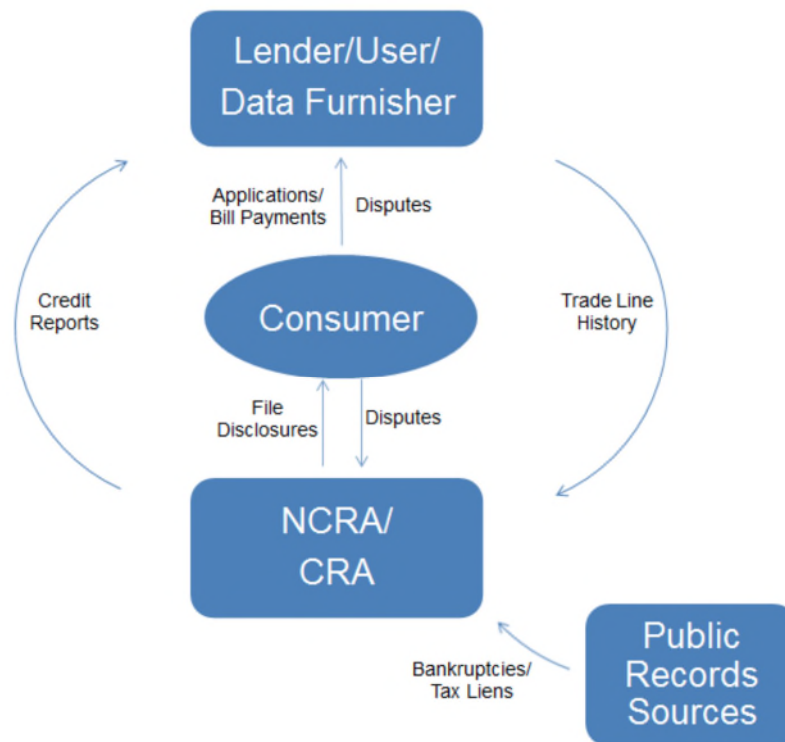 Lender/User/
Data Furnisher
Applications/
Bill Payments
Disputes
Credit
Reports
Consumer
Trade Line
History
File
Disclosures
Disputes
NCRA/
CRA
Bankruptcies/
Tax Liens
Public
Records
Sources